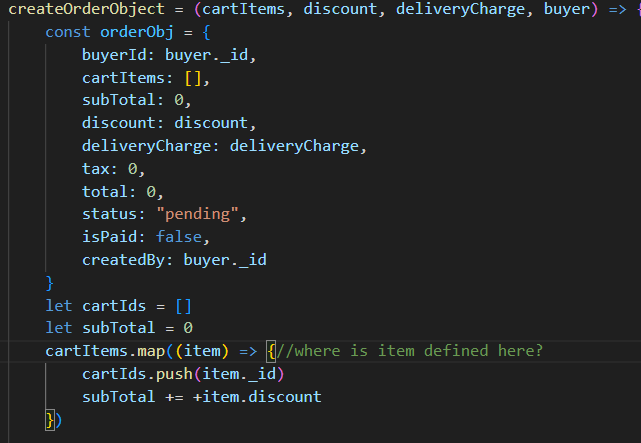 createOrderObject = (cartItems, discount, deliveryCharge, buyer) => {
    const orderObj = {
        buyerId: buyer._id,
        cartItems: [],
        subTotal: 0,
        discount: discount,
        deliveryCharge: deliveryCharge,
        tax: 0,
        total: 0,
        status: "pending",
        isPaid: false,
        createdBy: buyer._id
    }
    let cartIds = []
    let subTotal = 0
    cartItems.map((item) => {//where is item defined here?
        cartIds.push(item._id)
        subTotal += +item.discount
    })